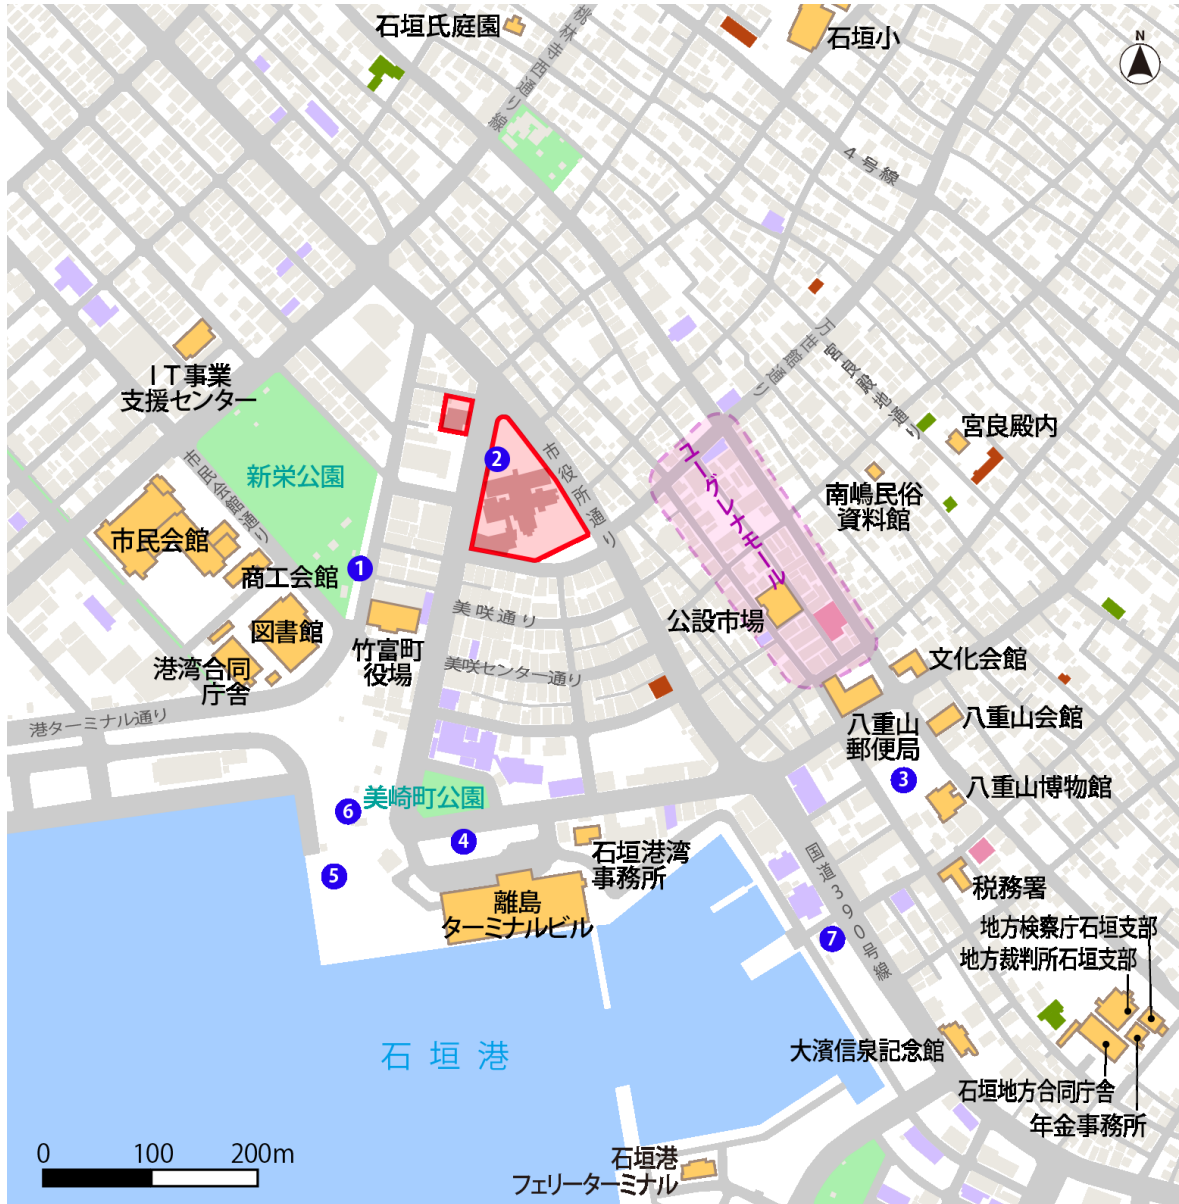 石垣氏庭園
石垣小
N
桃林寺西通り線
4号線
万世館通り
宮良殿地通り
IT事業
支援センター
宮良殿内
新栄公園
2
市役所通り
ユーグレナモール
南嶋民俗
資料館
市民会館通り
市民会館
商工会館
1
美咲通り
公設市場
図書館
竹富町
役場
美咲センター通り
文化会館
港湾合同
庁舎
港ターミナル通り
八重山
郵便局
八重山会館
3
八重山博物館
美崎町公園
6
4
石垣港湾
事務所
5
税務署
国道390号線
離島
ターミナルビル
7
地方検察庁石垣支部
地方裁判所石垣支部
石垣港
大濱信泉記念館
石垣地方合同庁舎
年金事務所
0 100 200m
石垣港
フェリーターミナル